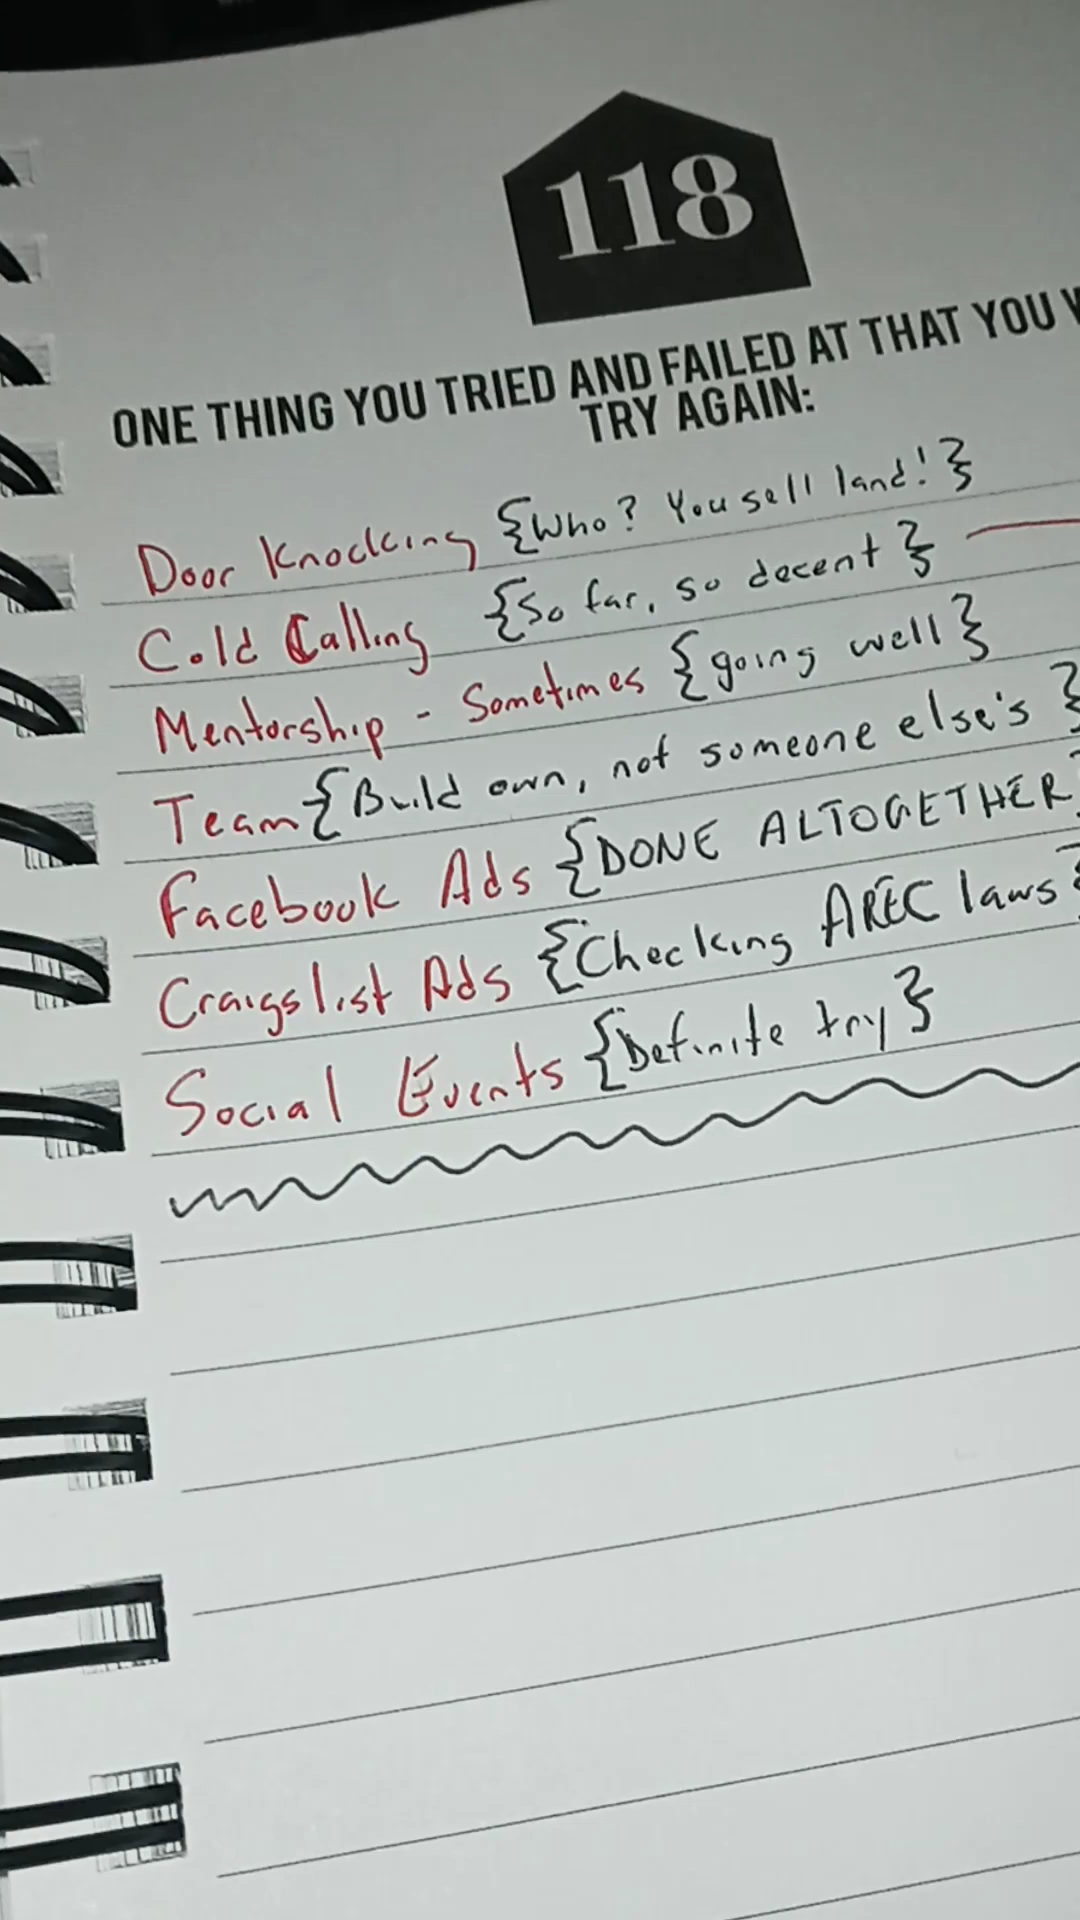 118
ONE THING YOU TRIED AND FAILED AT THAT YOU
TRY AGAIN:
Door Knocking {Who? You sell land!}
Cold Calling {So far, so decent}
Mentorship - Sometimes {going well}
Team {Build own, not someone else's}
Facebook Ads {DONE ALTOGETHER}
Craigslist Ads {Checking AREC laws}
Social Events {Definite try}